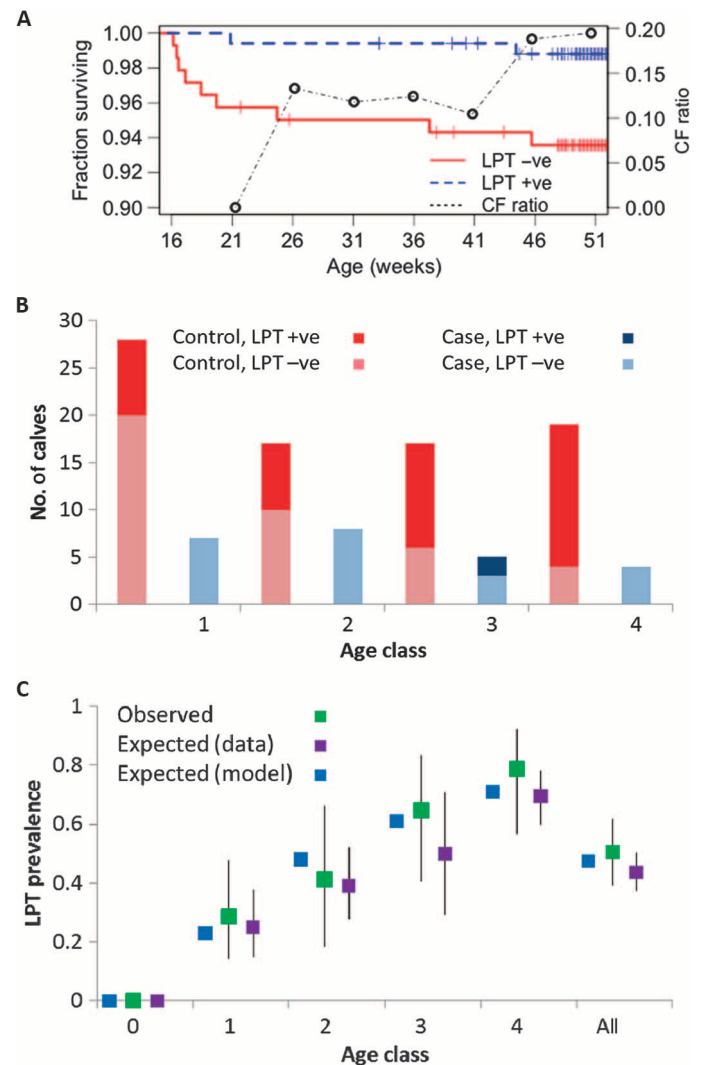 A
1.00
0.98
0.96
0.94
0.92
0.90
Fraction surviving
0.20
0.15
0.10
0.05
0.00
CF ratio
LPT –ve
LPT +ve
CF ratio
16 21 26 31 36 41 46 51
Age (weeks)
B
30
25
20
15
10
5
0
No. of calves
Control, LPT +ve Case, LPT +ve
Control, LPT –ve Case, LPT –ve
1 2 3 4
Age class
C
1
0.8
0.6
0.4
0.2
0
LPT prevalence
Observed
Expected (data)
Expected (model)
0 1 2 3 4 All
Age class